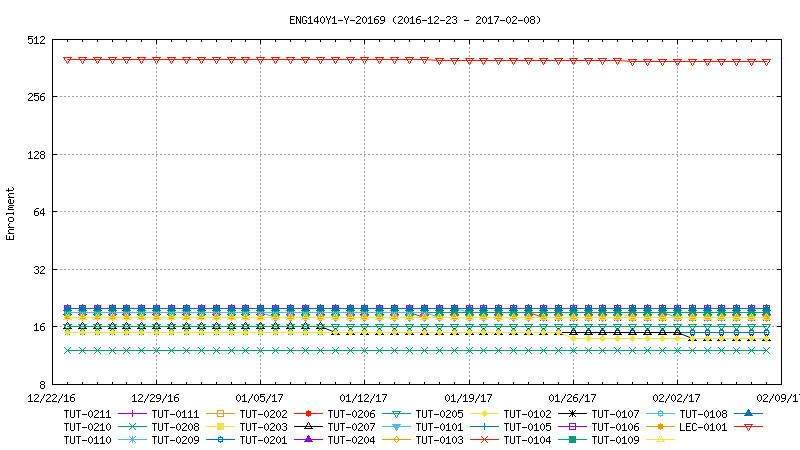 ENG140Y1-Y-20169 (2016-12-23 - 2017-02-08)
512
256
128
64
32
16
8
Enrolment
12/22/16 12/29/16 01/05/17 01/12/17 01/19/17 01/26/17 02/02/17 02/09/1
TUT-0211 TUT-0111 TUT-0202 TUT-0206 TUT-0205 TUT-0102 TUT-0107 TUT-0108
TUT-0210 TUT-0208 TUT-0203 TUT-0207 TUT-0101 TUT-0105 TUT-0106 LEC-0101
TUT-0110 TUT-0209 TUT-0201 TUT-0204 TUT-0103 TUT-0104 TUT-0109